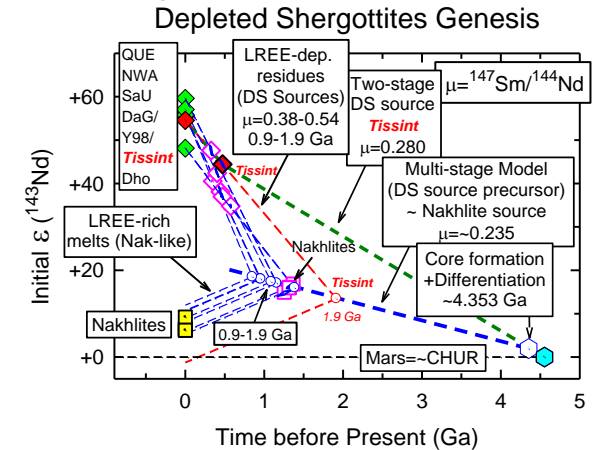 Depleted Shergottites Genesis
QUE
NWA
SaU
DaG/
Y98/
Tissint
Dho
LREE-dep.
residues
(DS Sources)
μ=0.38-0.54
0.9-1.9 Ga
Two-stage
DS source
Tissint
μ=0.280
μ=¹⁴⁷Sm/¹⁴⁴Nd
Multi-stage Model
(DS source precursor)
~ Nakhlite source
μ=~0.235
Core formation
+Differentiation
~4.353 Ga
LREE-rich
melts (Nak-like)
Tissint
Nakhlites
Tissint
1.9 Ga
Nakhlites
0.9-1.9 Ga
Mars=~CHUR
+60
+40
+20
+0
Initial ε (¹⁴³Nd)
0 1 2 3 4 5
Time before Present (Ga)